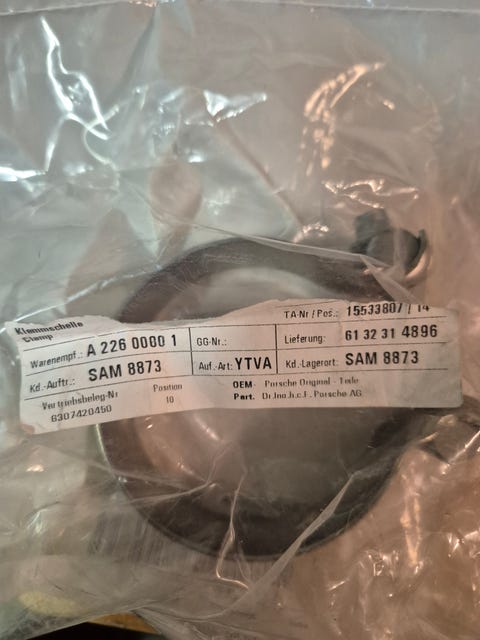 Klemmschelle
Clamp
Warenempf.: A 226 0000 1
Kd.-Auftr.: SAM 8873
Vertriebsbeleg-Nr
6307420450
Position
10
GG-Nr.:
Auf.-Art: YTVA
TA-Nr/Pos.: 15533807 / 14
Lieferung: 61 32 31 4896
Kd.-Lagerort: SAM 8873
OEM- Porsche Original - Teile
Part. Dr.Ing.h.c.F. Porsche AG